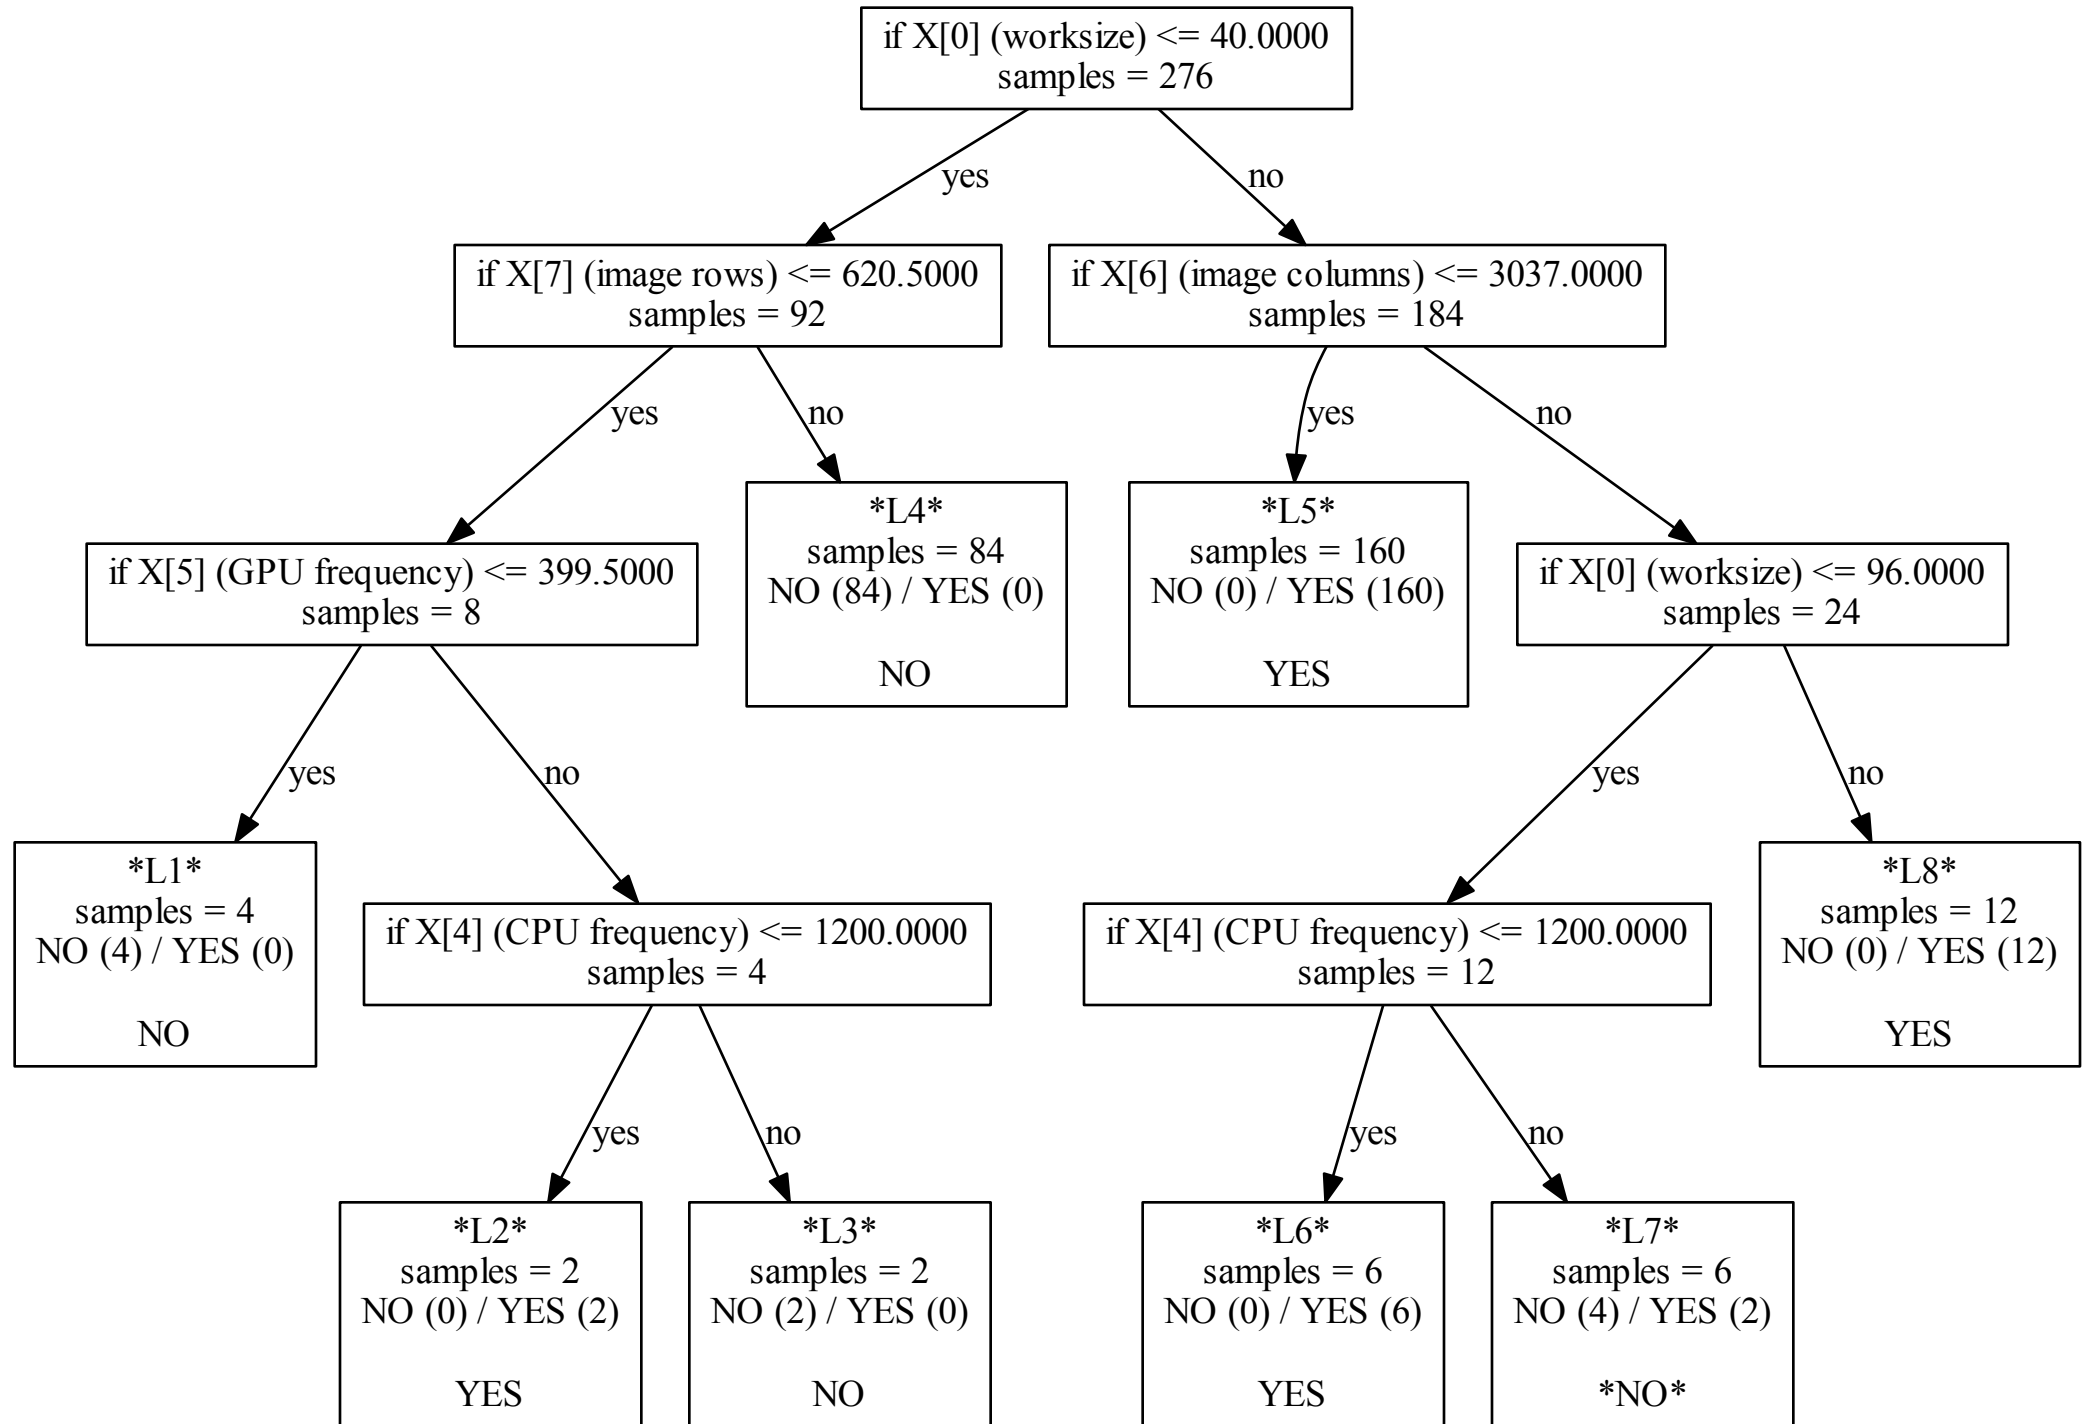 if X[0] (worksize) <= 40.0000
samples = 276
yes
no
if X[7] (image rows) <= 620.5000
samples = 92
if X[6] (image columns) <= 3037.0000
samples = 184
yes
no
yes
no
if X[5] (GPU frequency) <= 399.5000
samples = 8
*L4*
samples = 84
NO (84) / YES (0)
NO
*L5*
samples = 160
NO (0) / YES (160)
YES
if X[0] (worksize) <= 96.0000
samples = 24
yes
no
yes
no
*L1*
samples = 4
NO (4) / YES (0)
NO
if X[4] (CPU frequency) <= 1200.0000
samples = 4
if X[4] (CPU frequency) <= 1200.0000
samples = 12
*L8*
samples = 12
NO (0) / YES (12)
YES
yes
no
yes
no
*L2*
samples = 2
NO (0) / YES (2)
YES
*L3*
samples = 2
NO (2) / YES (0)
NO
*L6*
samples = 6
NO (0) / YES (6)
YES
*L7*
samples = 6
NO (4) / YES (2)
*NO*